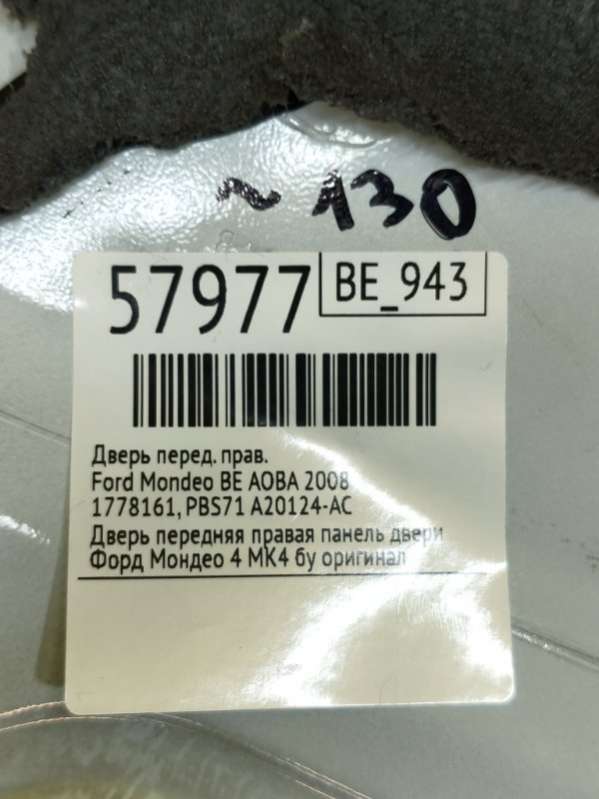 ~ 130
57977
BE_943
Дверь перед. прав.
Ford Mondeo BE AOBA 2008
1778161, PBS71 A20124-AC
Дверь передняя правая панель двери
Форд Мондео 4 МК4 бу оригинал